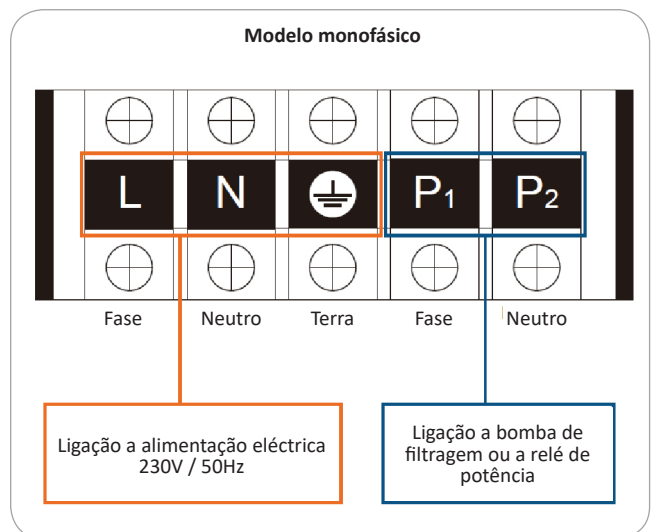 Modelo monofásico
L N P1 P2
Fase Neutro Terra Fase Neutro
Ligação a alimentação eléctrica
230V / 50Hz
Ligação a bomba de
filtragem ou a relé de
potência